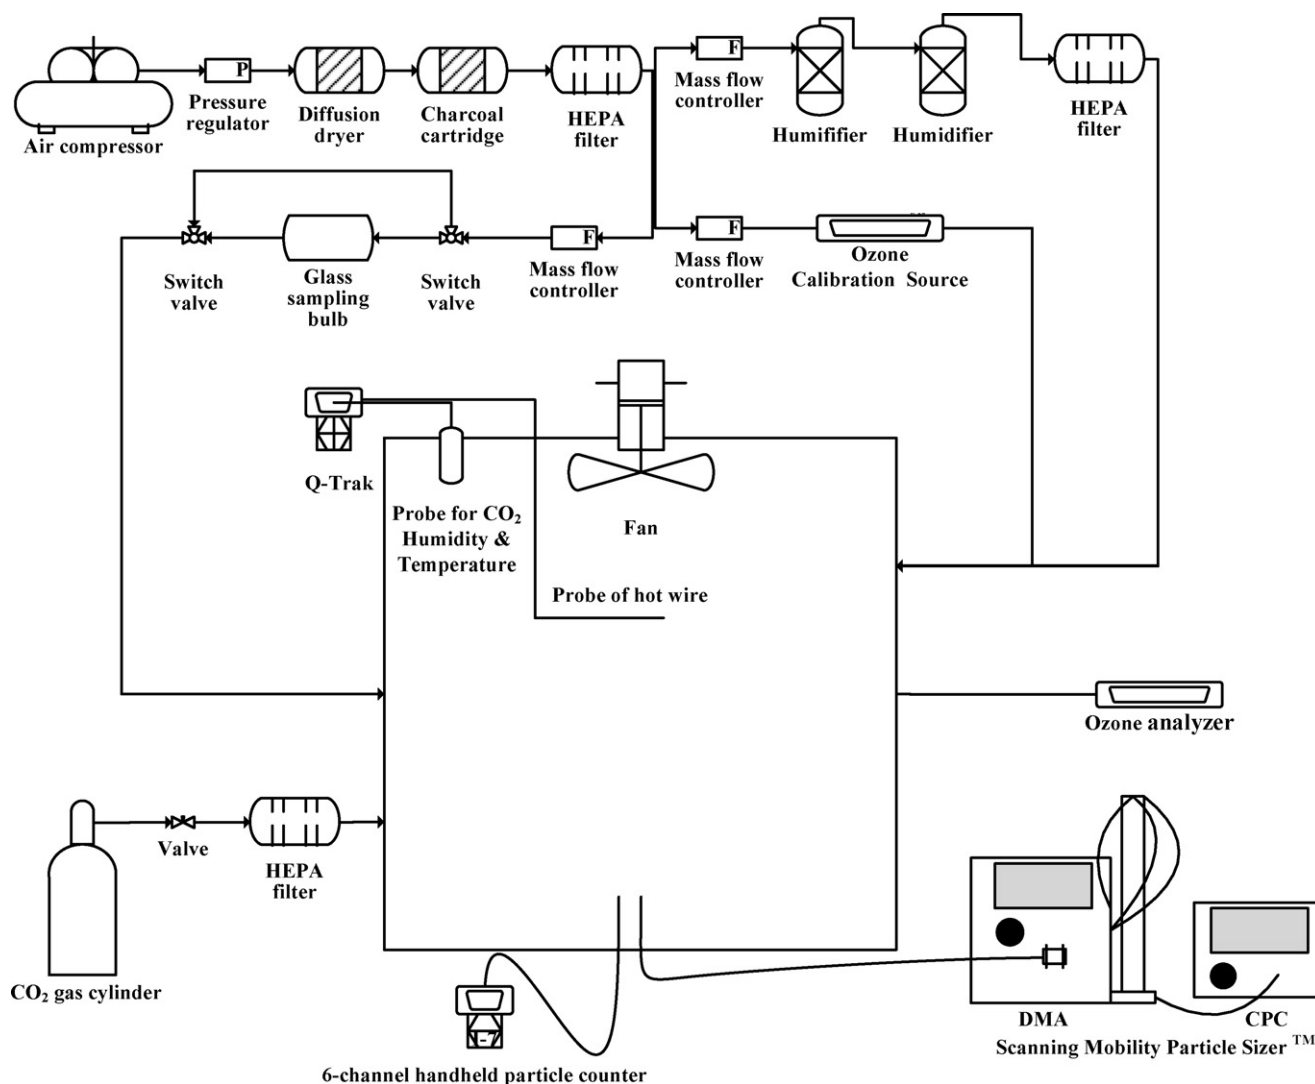 P
Pressure
regulator
Air compressor
Diffusion
dryer
Charcoal
cartridge
HEPA
filter
F
Mass flow
controller
Humififier
Humidifier
HEPA
filter
Switch
valve
Glass
sampling
bulb
Switch
valve
F
Mass flow
controller
F
Mass flow
controller
Ozone
Calibration Source
Q-Trak
Probe for CO₂
Humidity &
Temperature
Fan
Probe of hot wire
Ozone analyzer
Valve
HEPA
filter
CO₂ gas cylinder
6-channel handheld particle counter
DMA
CPC
Scanning Mobility Particle Sizer ™